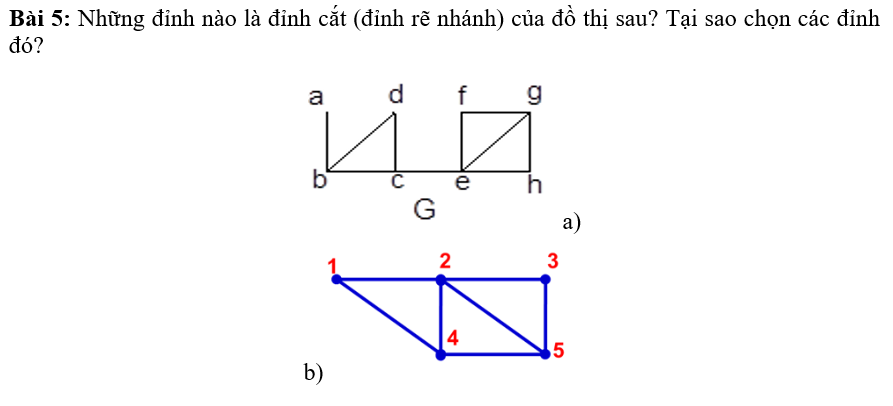 Bài 5: Những đỉnh nào là đỉnh cắt (đỉnh rẽ nhánh) của đồ thị sau? Tại sao chọn các đỉnh
đó?
a d f g
b c e h
G
a)
1 2 3
4
5
b)